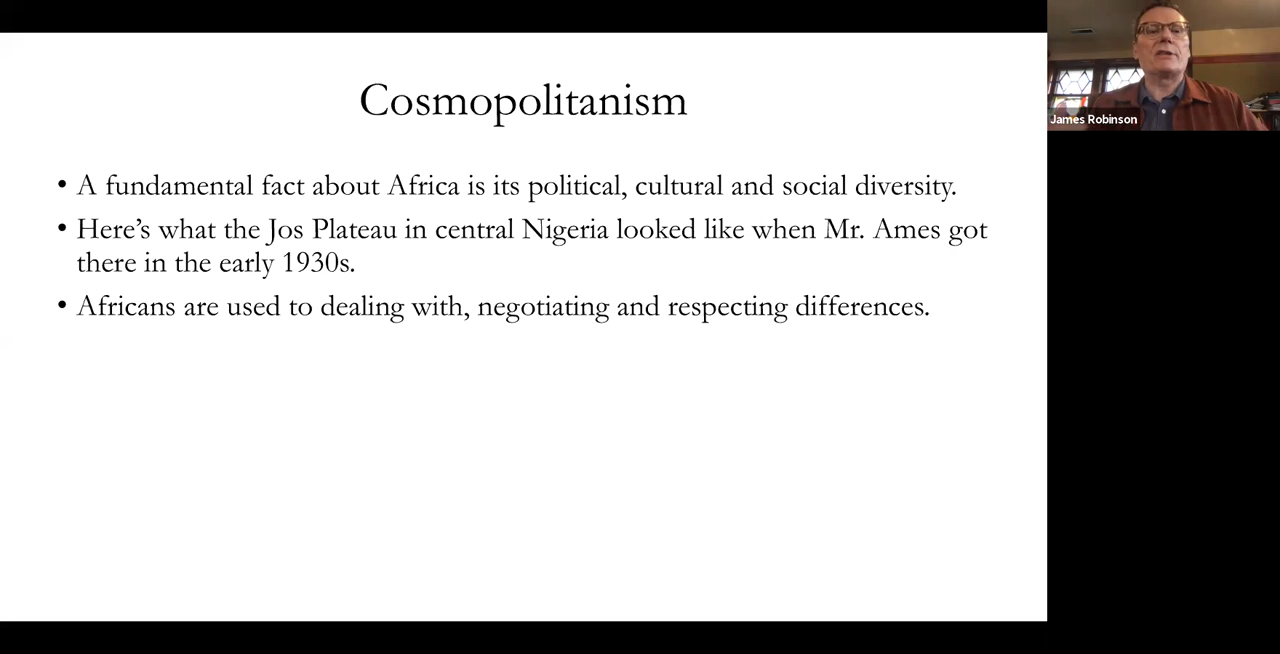 Cosmopolitanism
• A fundamental fact about Africa is its political, cultural and social diversity.
• Here’s what the Jos Plateau in central Nigeria looked like when Mr. Ames got
there in the early 1930s.
• Africans are used to dealing with, negotiating and respecting differences.
James Robinson